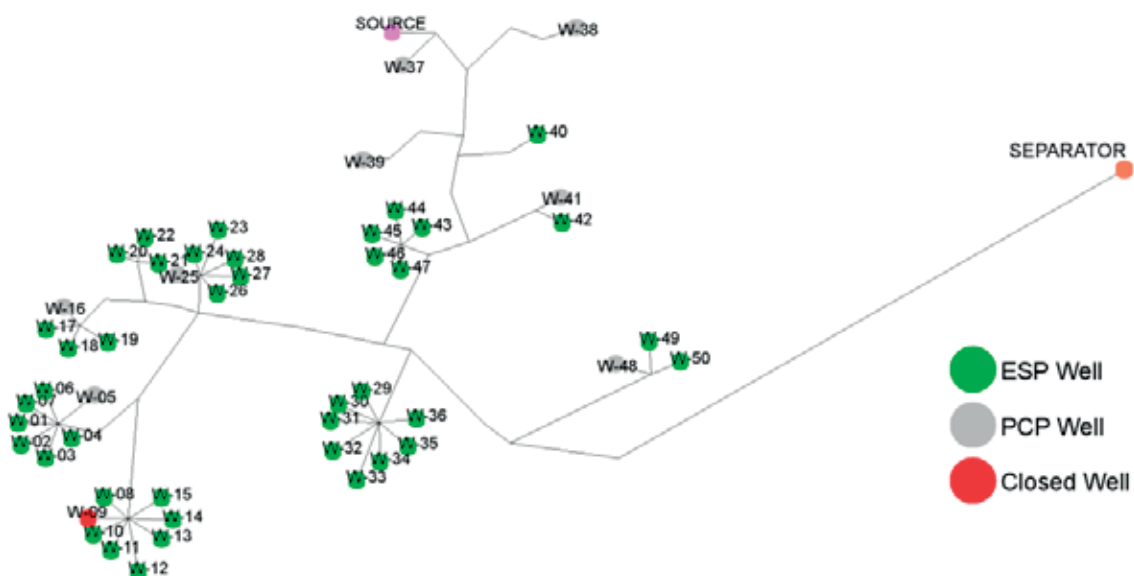 SOURCE
W-38
W-37
W-40
W-39
SEPARATOR
W-41
W-44
W-43
W-42
W-45
W-46
W-47
W-23
W-22
W-24
W-20
W-21
W-28
W-25
W-27
W-26
W-16
W-17
W-19
W-18
W-49
W-48
W-50
ESP Well
W-06
W-05
W-07
W-01
W-04
W-02
W-03
W-29
W-30
W-31
W-36
W-32
W-35
W-34
W-33
PCP Well
Closed Well
W-08
W-15
W-09
W-14
W-10
W-13
W-11
W-12